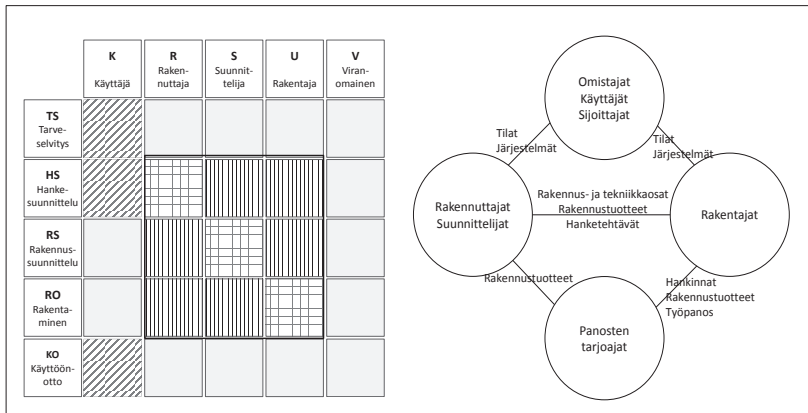 K
Käyttäjä
R
Raken-
nuttaja
S
Suunnit-
telija
U
Rakentaja
V
Viran-
omainen
TS
Tarve-
selvitys
HS
Hanke-
suunnittelu
RS
Rakennus-
suunnittelu
RO
Rakenta-
minen
KO
Käyttöön-
otto
Omistajat
Käyttäjät
Sijoittajat
Tilat
Järjestelmät
Tilat
Järjestelmät
Rakennuttajat
Suunnittelijat
Rakennus- ja tekniikkaosat
Rakennustuotteet
Hanketehtävät
Rakentajat
Rakennustuotteet
Hankinnat
Rakennustuotteet
Työpanos
Panosten
tarjoajat